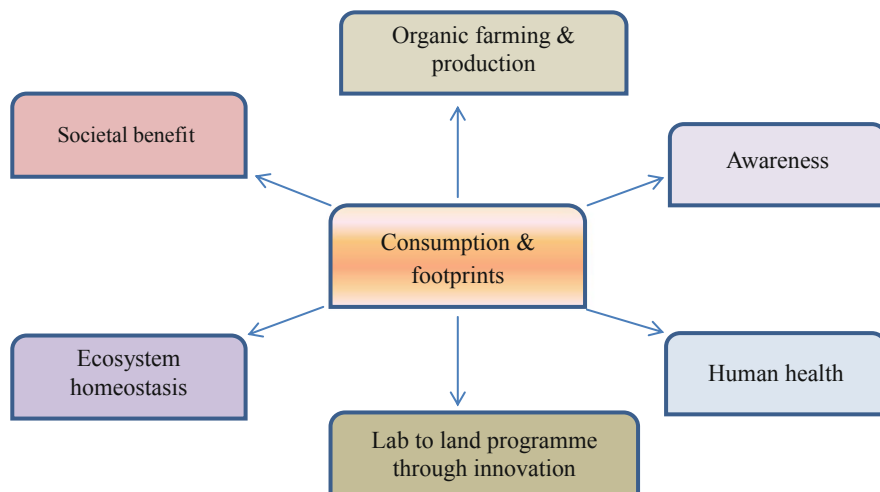 Organic farming &
production
Societal benefit
Awareness
Consumption &
footprints
Ecosystem
homeostasis
Human health
Lab to land programme
through innovation